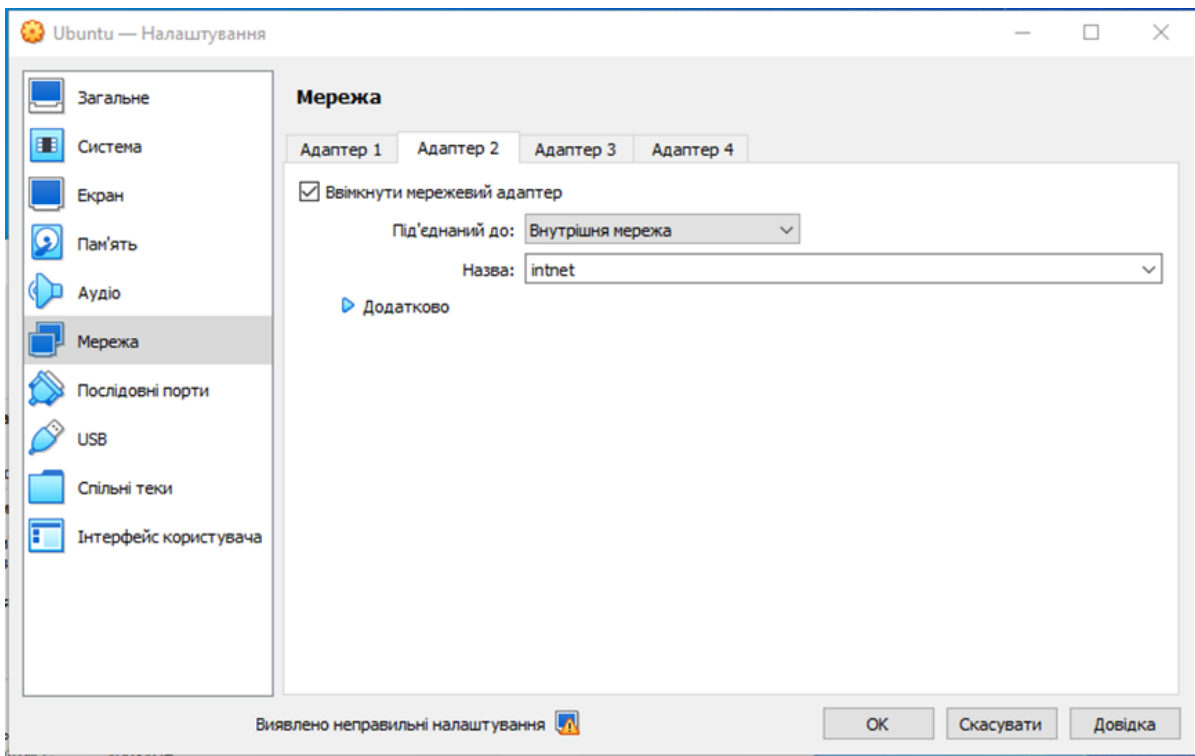 Ubuntu — Налаштування
Загальне
Система
Екран
Пам'ять
Аудіо
Мережа
Послідовні порти
USB
Спільні теки
Інтерфейс користувача
Мережа
Адаптер 1 Адаптер 2 Адаптер 3 Адаптер 4
Ввімкнути мережевий адаптер
Під'єднаний до: Внутрішня мережа
Назва: intnet
Додатково
Виявлено неправильні налаштування
OK Скасувати Довідка